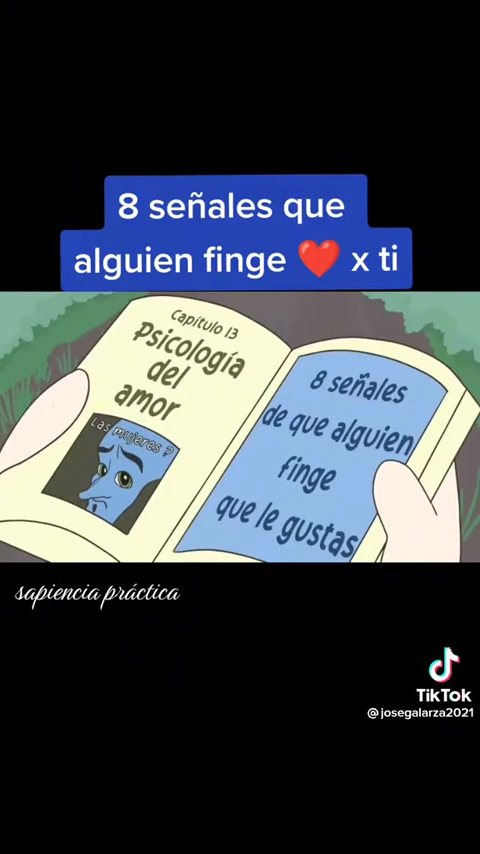 8 señales que
alguien finge ❤️ x ti
Capítulo 13
Psicología
del
amor
Las mujeres ?
8 señales
de que alguien
finge
que le gustas
sapiencia práctica
TikTok
@josegalarza2021